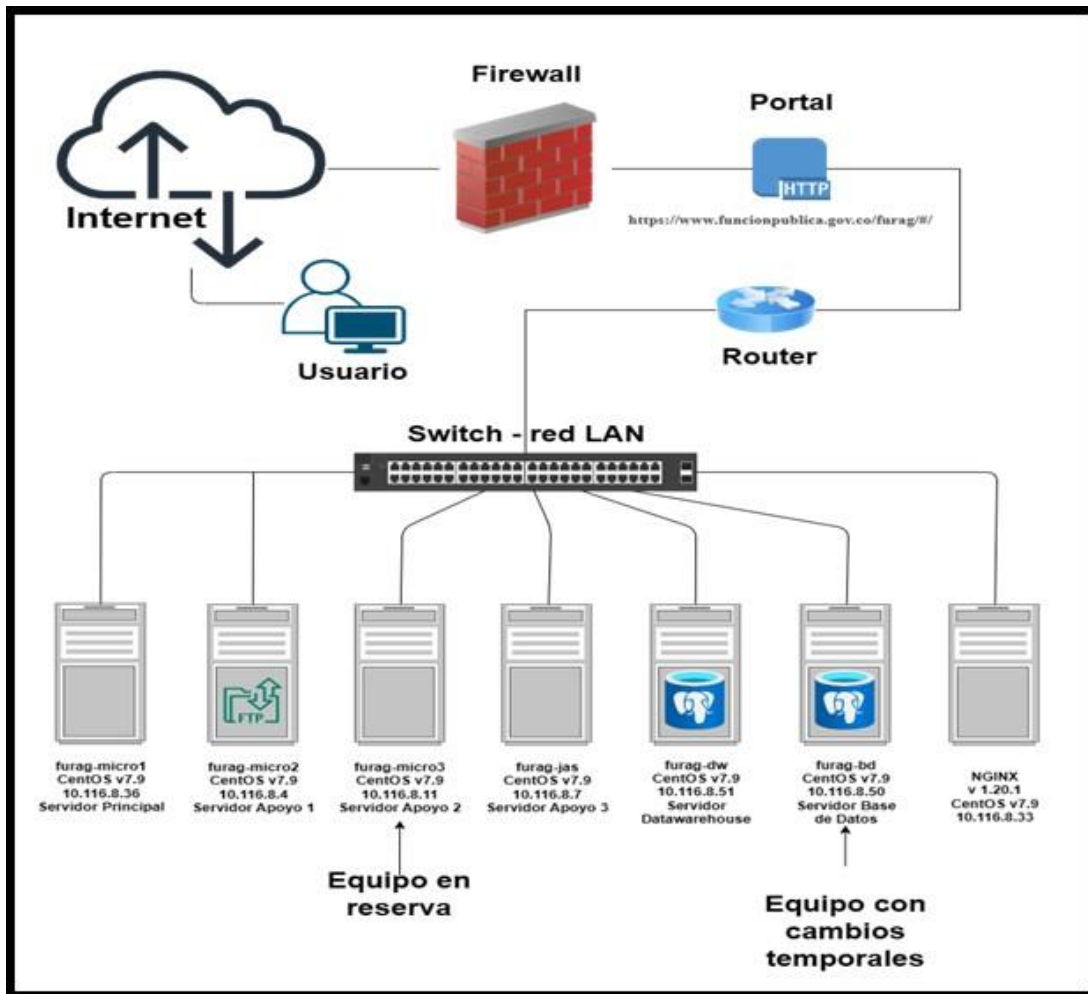 Firewall
Portal
HTTP
Internet
https://www.funcionpublica.gov.co/furag/#/
Usuario
Router
Switch - red LAN
FTP
furag-micro1
CentOS v7.9
10.116.8.36
Servidor Principal
furag-micro2
CentOS v7.9
10.116.8.4
Servidor Apoyo 1
furag-micro3
CentOS v7.9
10.116.8.11
Servidor Apoyo 2
furag-jas
CentOS v7.9
10.116.8.7
Servidor Apoyo 3
furag-dw
CentOS v7.9
10.116.8.51
Servidor
Datawarehouse
furag-bd
CentOS v7.9
10.116.8.50
Servidor Base
de Datos
NGINX
v 1.20.1
CentOS v7.9
10.116.8.33
Equipo en
reserva
Equipo con
cambios
temporales